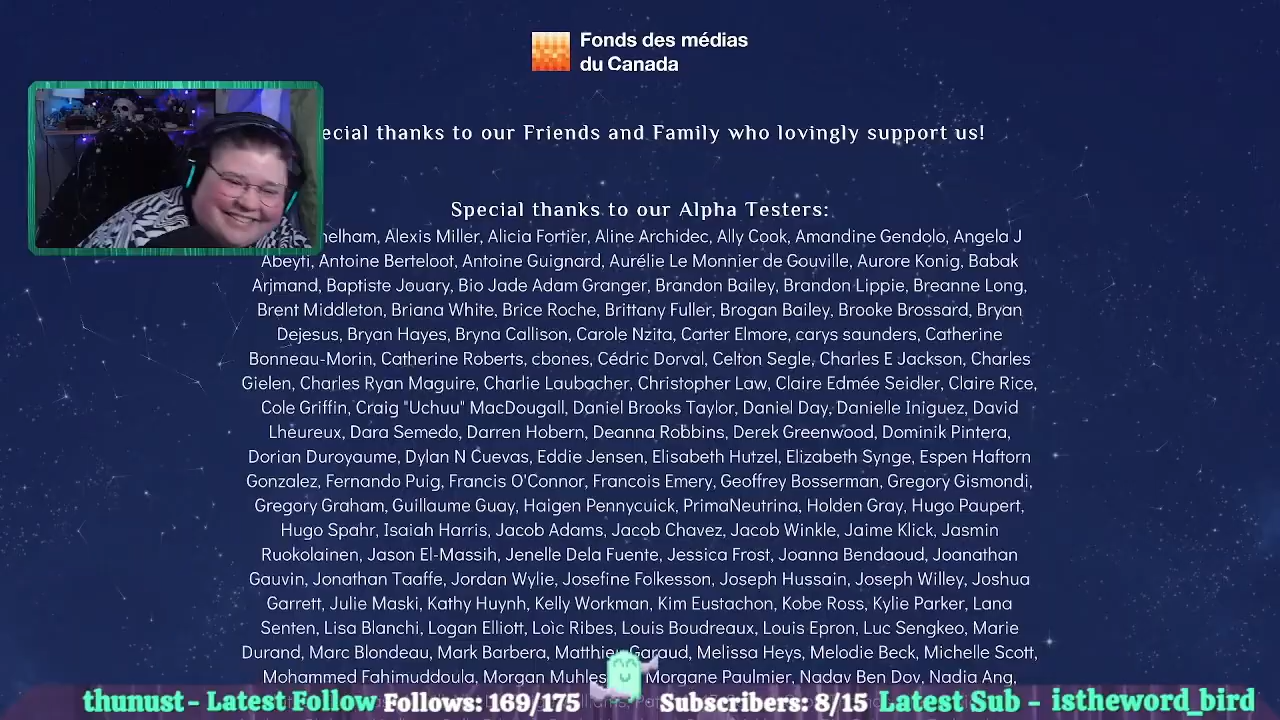 Fonds des médias
du Canada
ecial thanks to our Friends and Family who lovingly support us!
Special thanks to our Alpha Testers:
helham, Alexis Miller, Alicia Fortier, Aline Archidec, Ally Cook, Amandine Gendolo, Angela J
Abeyti, Antoine Berteloot, Antoine Guignard, Aurélie Le Monnier de Gouville, Aurore Konig, Babak
Arjmand, Baptiste Jouary, Bio Jade Adam Granger, Brandon Bailey, Brandon Lippie, Breanne Long,
Brent Middleton, Briana White, Brice Roche, Brittany Fuller, Brogan Bailey, Brooke Brossard, Bryan
Dejesus, Bryan Hayes, Bryna Callison, Carole Nzita, Carter Elmore, carys saunders, Catherine
Bonneau-Morin, Catherine Roberts, cbones, Cédric Dorval, Celton Segle, Charles E Jackson, Charles
Gielen, Charles Ryan Maguire, Charlie Laubacher, Christopher Law, Claire Edmée Seidler, Claire Rice,
Cole Griffin, Craig "Uchuu" MacDougall, Daniel Brooks Taylor, Daniel Day, Danielle Iniguez, David
Lheureux, Dara Semedo, Darren Hobern, Deanna Robbins, Derek Greenwood, Dominik Pintera,
Dorian Duroyaume, Dylan N Cuevas, Eddie Jensen, Elisabeth Hutzel, Elizabeth Synge, Espen Haftorn
Gonzalez, Fernando Puig, Francis O'Connor, Francois Emery, Geoffrey Bosserman, Gregory Gismondi,
Gregory Graham, Guillaume Guay, Haigen Pennycuick, PrimaNeutrina, Holden Gray, Hugo Paupert,
Hugo Spahr, Isaiah Harris, Jacob Adams, Jacob Chavez, Jacob Winkle, Jaime Klick, Jasmin
Ruokolainen, Jason El-Massih, Jenelle Dela Fuente, Jessica Frost, Joanna Bendaoud, Joanathan
Gauvin, Jonathan Taaffe, Jordan Wylie, Josefine Folkesson, Joseph Hussain, Joseph Willey, Joshua
Garrett, Julie Maski, Kathy Huynh, Kelly Workman, Kim Eustachon, Kobe Ross, Kylie Parker, Lana
Senten, Lisa Blanchi, Logan Elliott, Loïc Ribes, Louis Boudreaux, Louis Epron, Luc Sengkeo, Marie
Durand, Marc Blondeau, Mark Barbera, Matthieu Garaud, Melissa Heys, Melodie Beck, Michelle Scott,
Mohammed Fahimuddoula, Morgan Muhles Morgane Paulmier, Nadav Ben Dov, Nadia Ang,
thunust - Latest Follow Follows: 169/175 Subscribers: 8/15 Latest Sub - istheword_bird